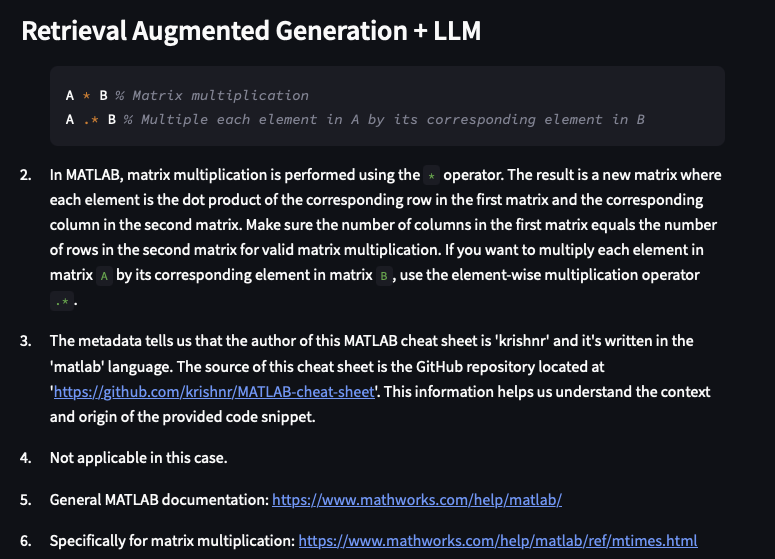 Retrieval Augmented Generation + LLM
A * B % Matrix multiplication
A .* B % Multiple each element in A by its corresponding element in B
2. In MATLAB, matrix multiplication is performed using the * operator. The result is a new matrix where
each element is the dot product of the corresponding row in the first matrix and the corresponding
column in the second matrix. Make sure the number of columns in the first matrix equals the number
of rows in the second matrix for valid matrix multiplication. If you want to multiply each element in
matrix A by its corresponding element in matrix B , use the element-wise multiplication operator
.* .
3. The metadata tells us that the author of this MATLAB cheat sheet is 'krishnr' and it's written in the
'matlab' language. The source of this cheat sheet is the GitHub repository located at
'https://github.com/krishnr/MATLAB-cheat-sheet'. This information helps us understand the context
and origin of the provided code snippet.
4. Not applicable in this case.
5. General MATLAB documentation: https://www.mathworks.com/help/matlab/
6. Specifically for matrix multiplication: https://www.mathworks.com/help/matlab/ref/mtimes.html